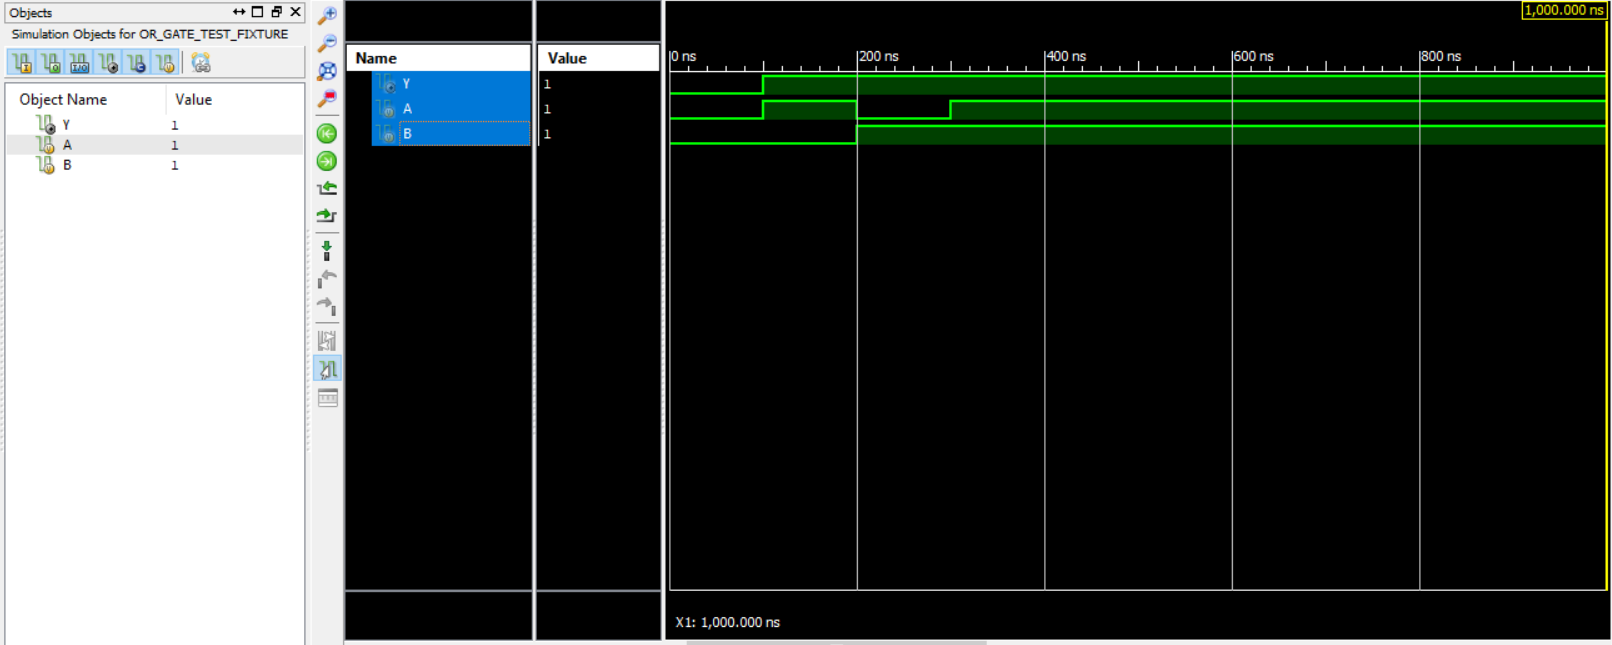 Objects
Simulation Objects for OR_GATE_TEST_FIXTURE
Object Name Value
Y 1
A 1
B 1
Name Value
Y 1
A 1
B 1
1,000.000 ns
0 ns 200 ns 400 ns 600 ns 800 ns
X1: 1,000.000 ns